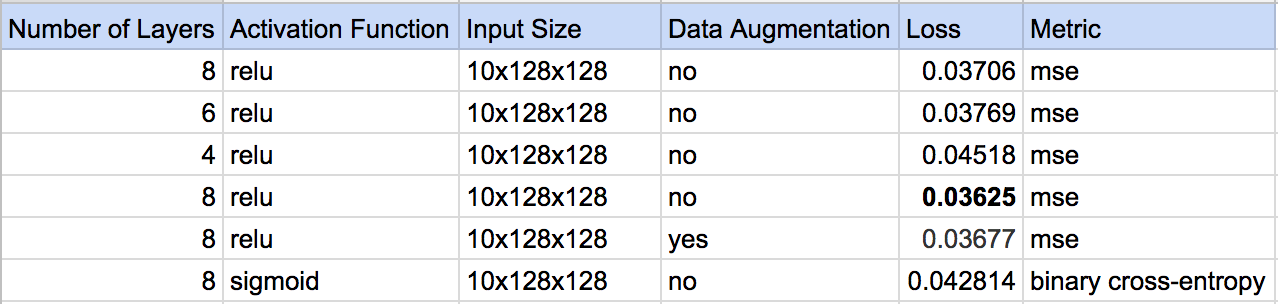 Number of Layers Activation Function Input Size Data Augmentation Loss Metric
8 relu 10x128x128 no 0.03706 mse
6 relu 10x128x128 no 0.03769 mse
4 relu 10x128x128 no 0.04518 mse
8 relu 10x128x128 no 0.03625 mse
8 relu 10x128x128 yes 0.03677 mse
8 sigmoid 10x128x128 no 0.042814 binary cross-entropy